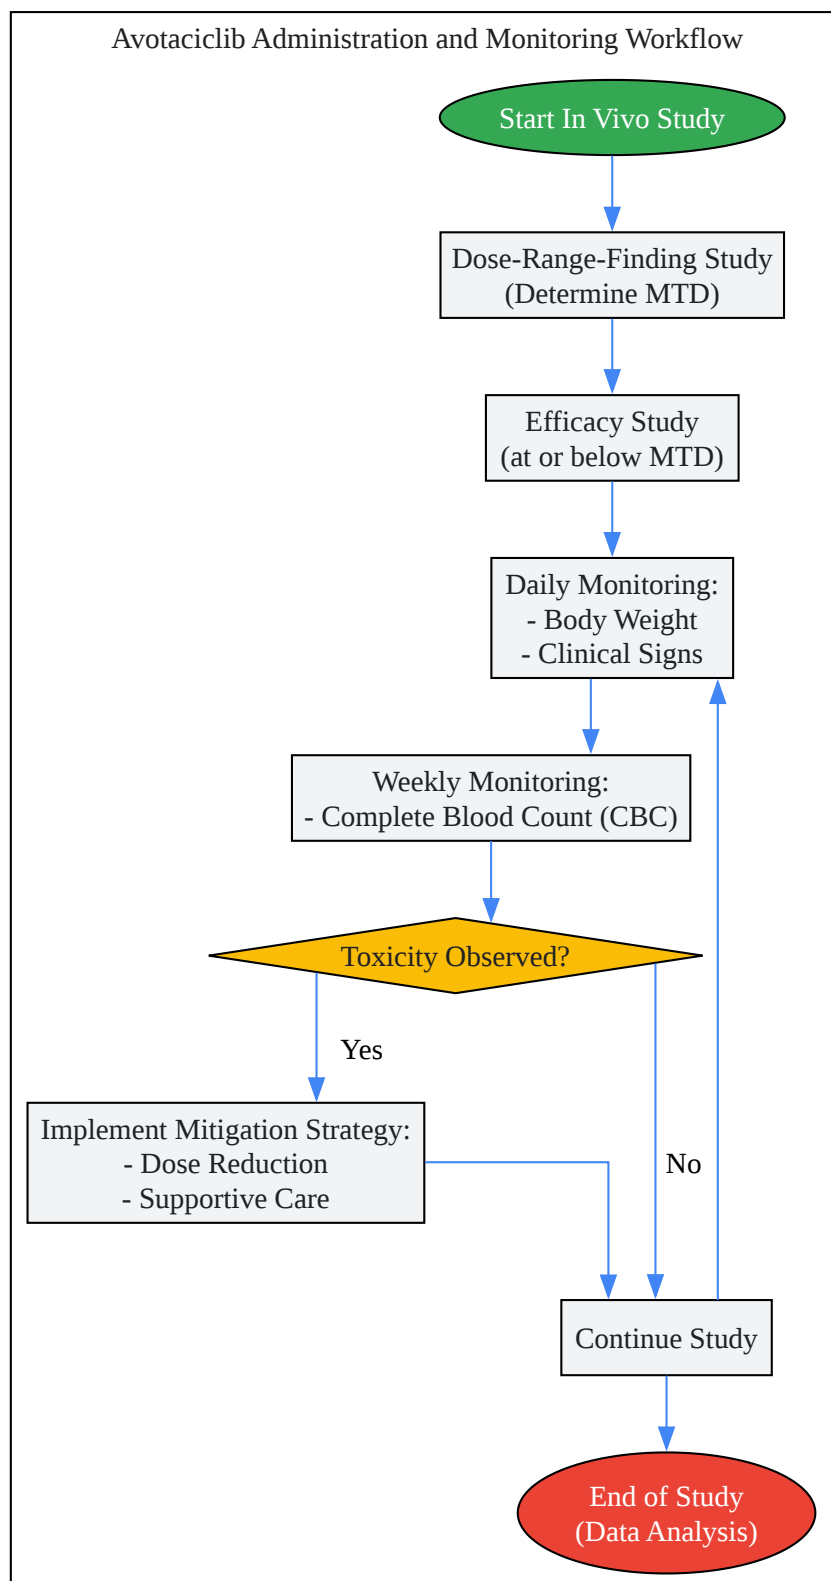 Avotaciclib Administration and Monitoring Workflow
Start In Vivo Study
Dose-Range-Finding Study
(Determine MTD)
Efficacy Study
(at or below MTD)
Daily Monitoring:
- Body Weight
- Clinical Signs
Weekly Monitoring:
- Complete Blood Count (CBC)
Toxicity Observed?
Yes
Implement Mitigation Strategy:
- Dose Reduction
- Supportive Care
No
Continue Study
End of Study
(Data Analysis)